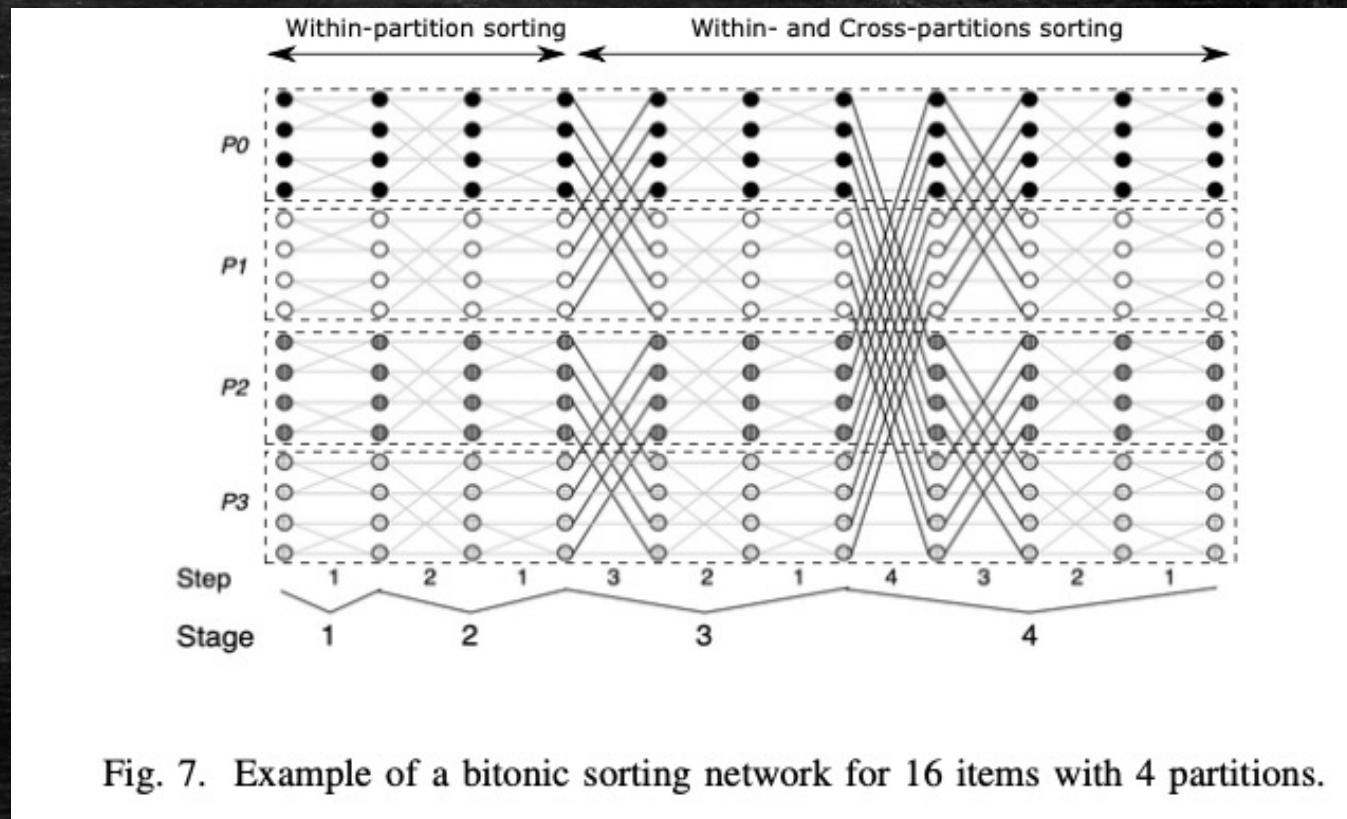 Within-partition sorting Within- and Cross-partitions sorting
P0
P1
P2
P3
Step 1 2 1 3 2 1 4 3 2 1
Stage 1 2 3 4
Fig. 7. Example of a bitonic sorting network for 16 items with 4 partitions.